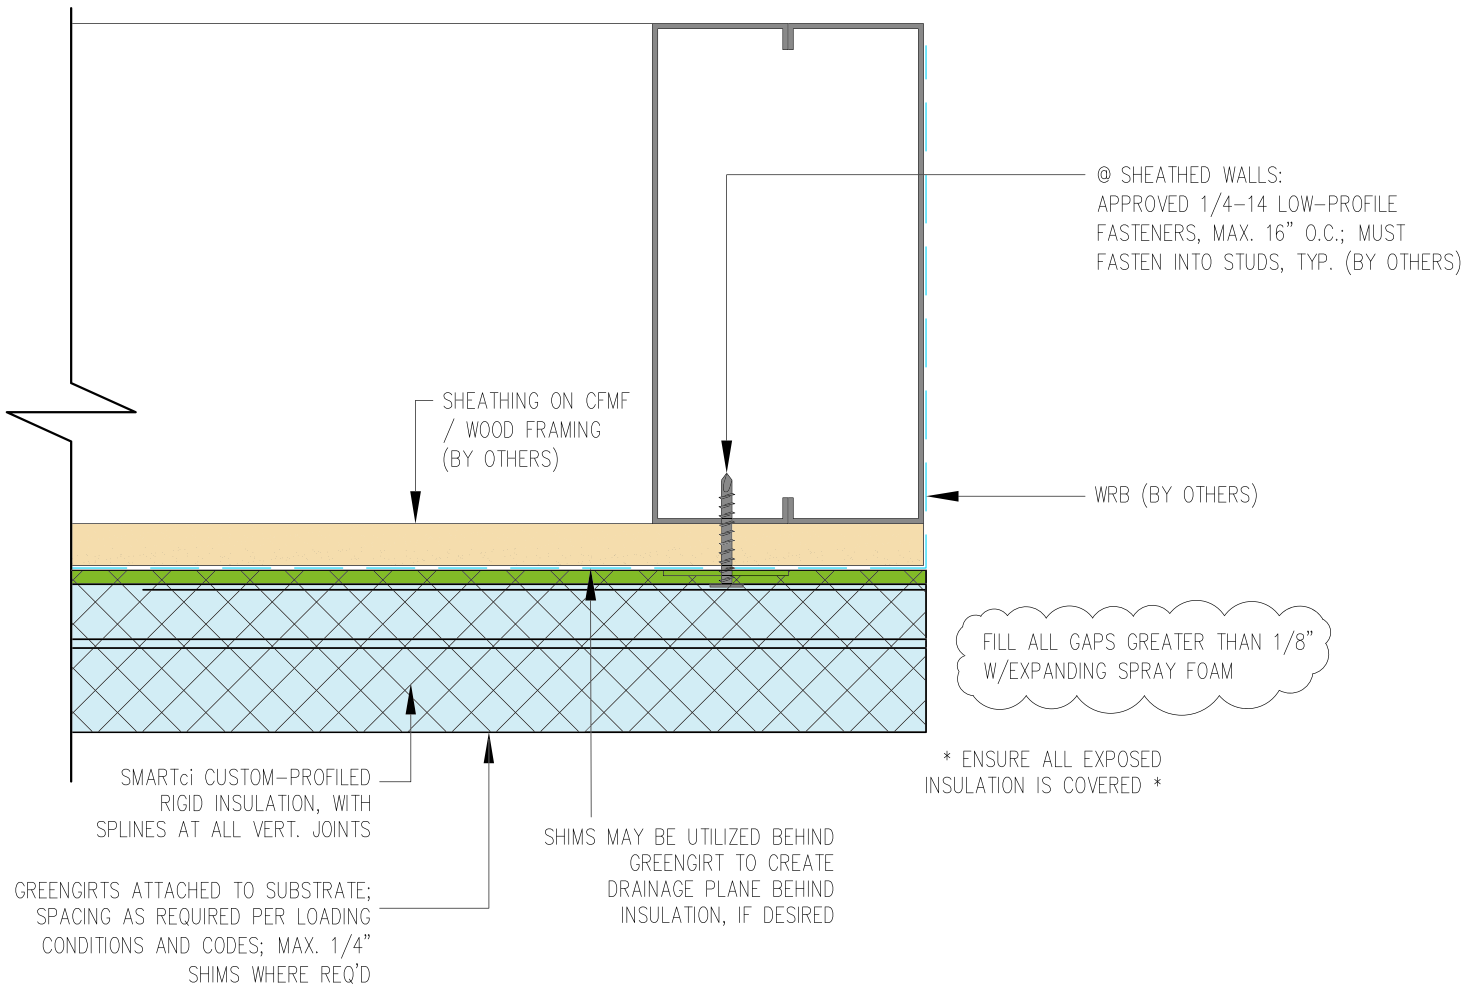 @ SHEATHED WALLS:
APPROVED 1/4-14 LOW-PROFILE
FASTENERS, MAX. 16" O.C.; MUST
FASTEN INTO STUDS, TYP. (BY OTHERS)
SHEATHING ON CFMF
/ WOOD FRAMING
(BY OTHERS)
WRB (BY OTHERS)
FILL ALL GAPS GREATER THAN 1/8"
W/EXPANDING SPRAY FOAM
* ENSURE ALL EXPOSED
INSULATION IS COVERED *
SMARTci CUSTOM-PROFILED
RIGID INSULATION, WITH
SPLINES AT ALL VERT. JOINTS
SHIMS MAY BE UTILIZED BEHIND
GREENGIRT TO CREATE
DRAINAGE PLANE BEHIND
INSULATION, IF DESIRED
GREENGIRTS ATTACHED TO SUBSTRATE;
SPACING AS REQUIRED PER LOADING
CONDITIONS AND CODES; MAX. 1/4"
SHIMS WHERE REQ'D